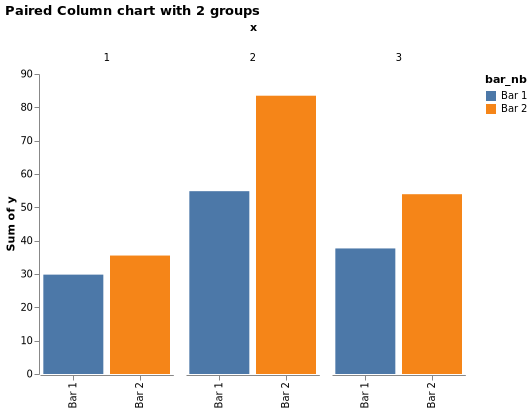 Paired Column chart with 2 groups
x
1 2 3
bar_nb
Bar 1
Bar 2
Sum of y
90
80
70
60
50
40
30
20
10
0
Bar 1 Bar 2 Bar 1 Bar 2 Bar 1 Bar 2